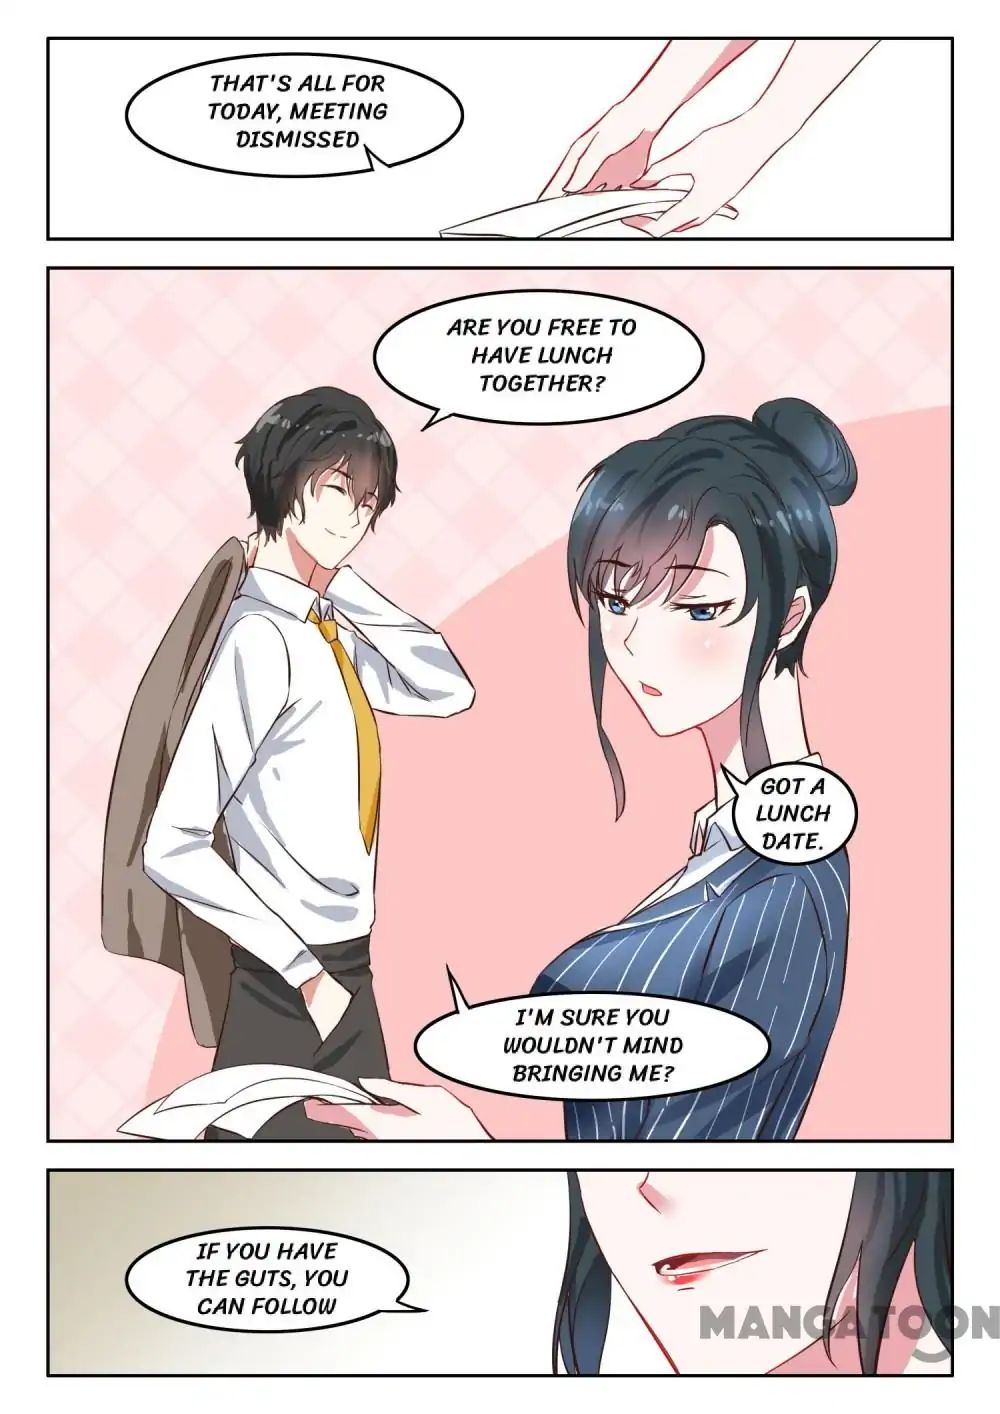 THAT'S ALL FOR
TODAY, MEETING
DISMISSED
ARE YOU FREE TO
HAVE LUNCH
TOGETHER?
GOT A
LUNCH
DATE.
I'M SURE YOU
WOULDN'T MIND
BRINGING ME?
IF YOU HAVE
THE GUTS, YOU
CAN FOLLOW
MANGATOON